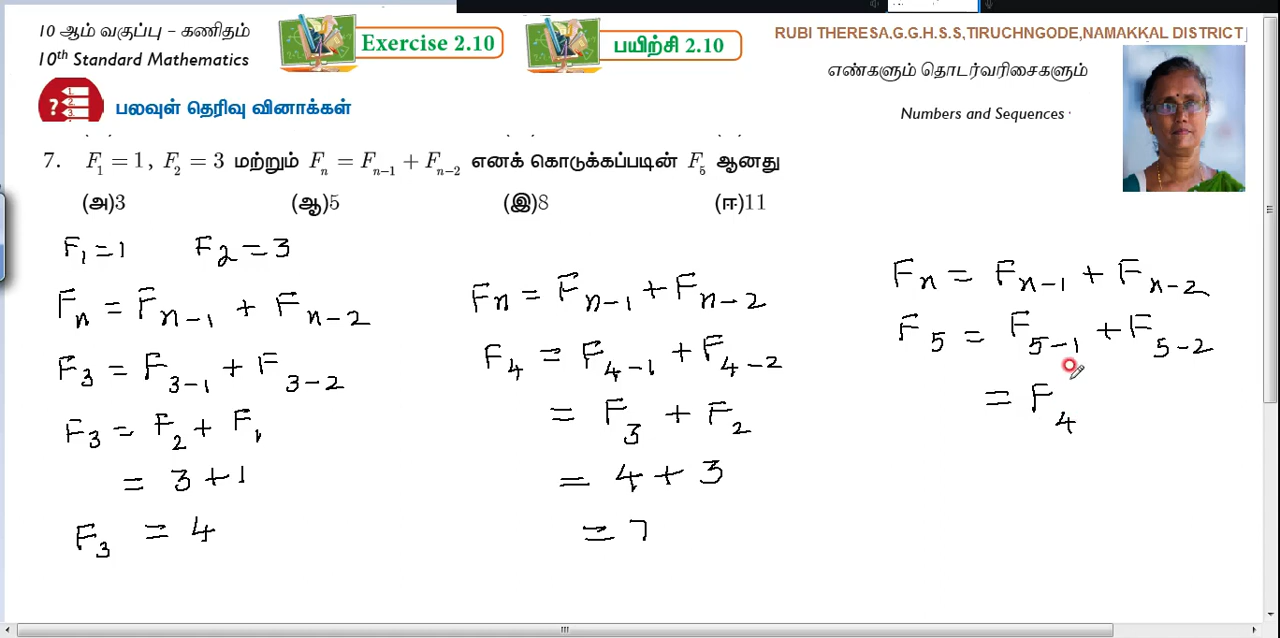 10 ஆம் வகுப்பு – கணிதம்
10th Standard Mathematics
Exercise 2.10
பயிற்சி 2.10
RUBI THERESA,G.G.H.S.S,TIRUCHNGODE,NAMAKKAL DISTRICT
எண்களும் தொடர்வரிசைகளும்
Numbers and Sequences
பலவுள் தெரிவு வினாக்கள்
7. F₁ = 1, F₂ = 3 மற்றும் Fₙ = Fₙ₋₁ + Fₙ₋₂ எனக் கொடுக்கப்படின் F₅ ஆனது
(அ)3 (ஆ)5 (இ)8 (ஈ)11
F₁ = 1 F₂ = 3
Fₙ = Fₙ₋₁ + Fₙ₋₂
F₃ = F₃₋₁ + F₃₋₂
F₃ = F₂ + F₁
= 3 + 1
F₃ = 4
Fₙ = Fₙ₋₁ + Fₙ₋₂
F₄ = F₄₋₁ + F₄₋₂
= F₃ + F₂
= 4 + 3
= 7
Fₙ = Fₙ₋₁ + Fₙ₋₂
F₅ = F₅₋₁ + F₅₋₂
= F₄